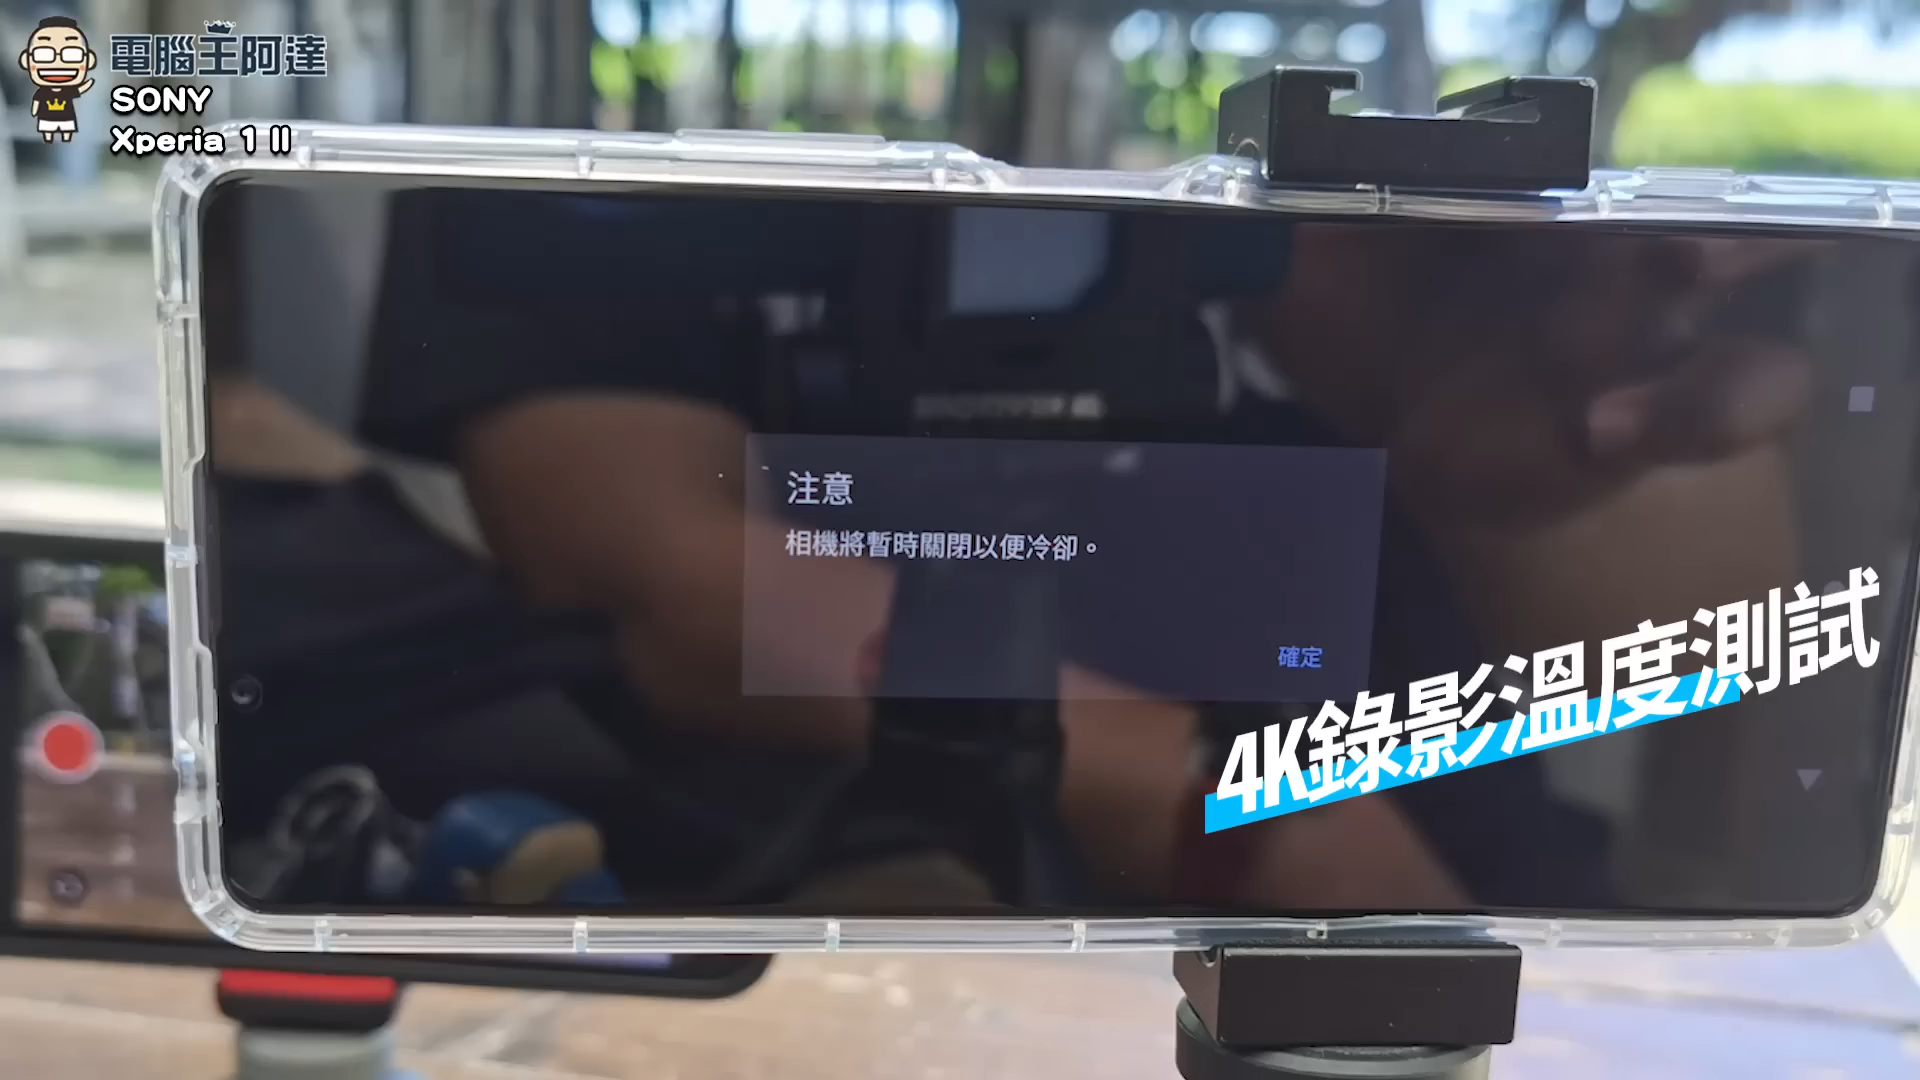 電腦王阿達
SONY
Xperia 1 II
注意
相機將暫時關閉以便冷卻。
確定
4K錄影溫度測試